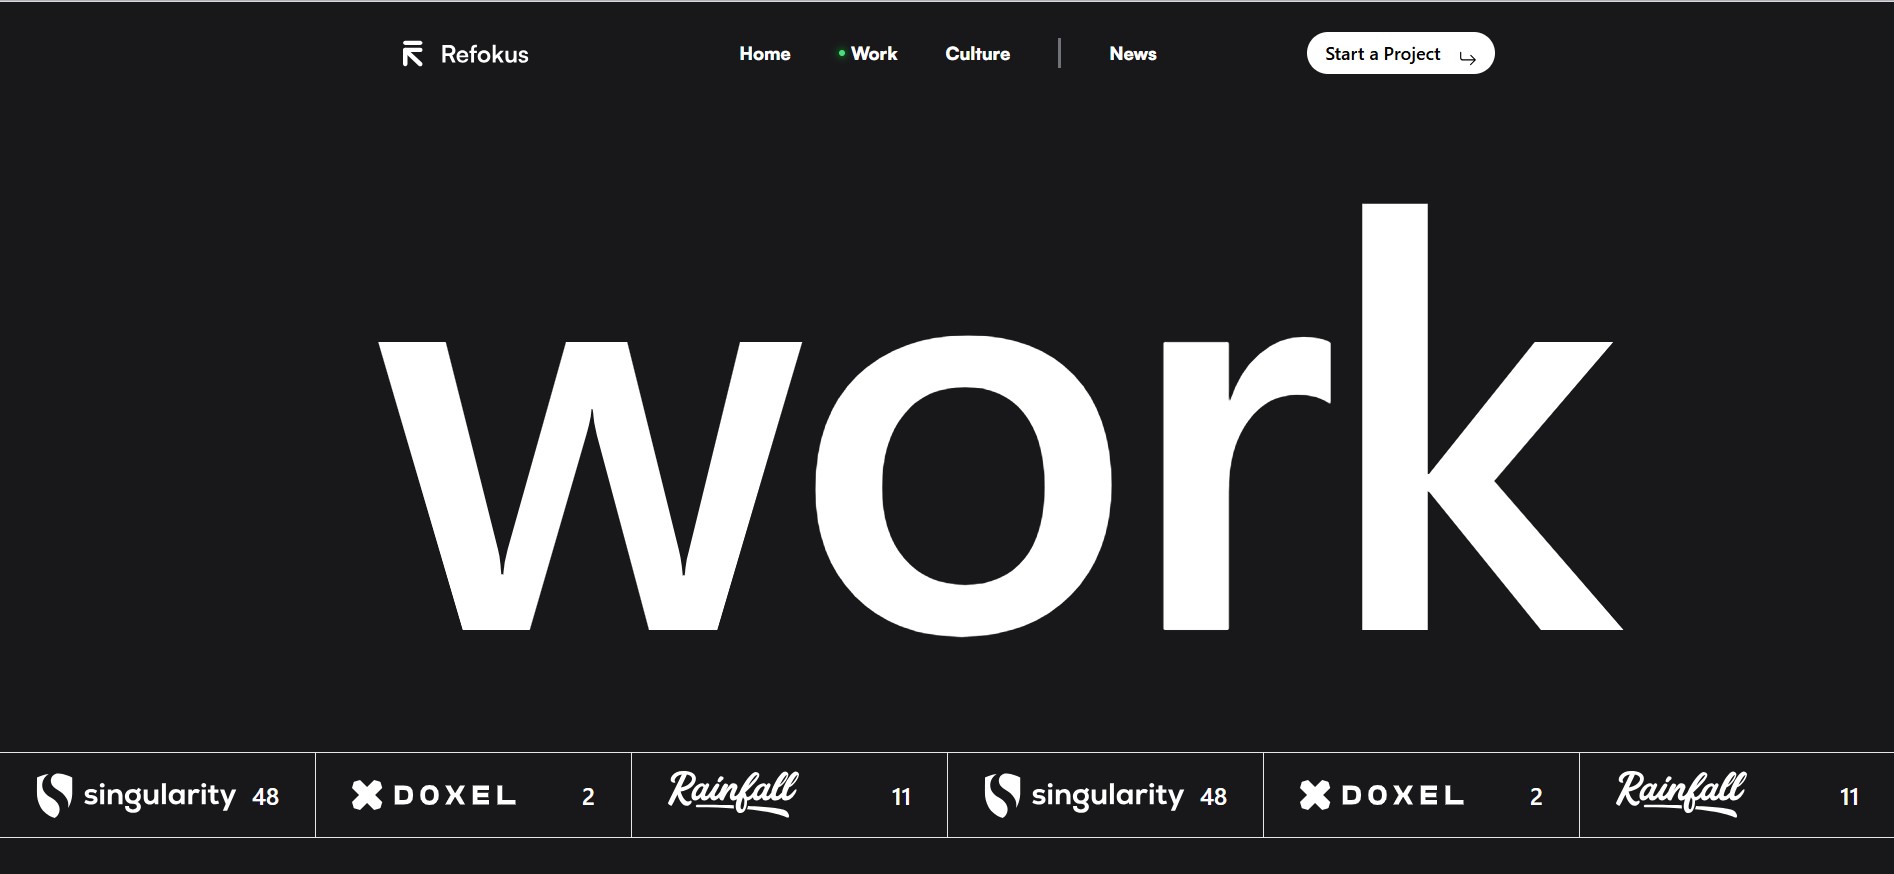 Refokus Home Work Culture News Start a Project
work
singularity 48 DOXEL 2 Rainfall 11 singularity 48 DOXEL 2 Rainfall 11